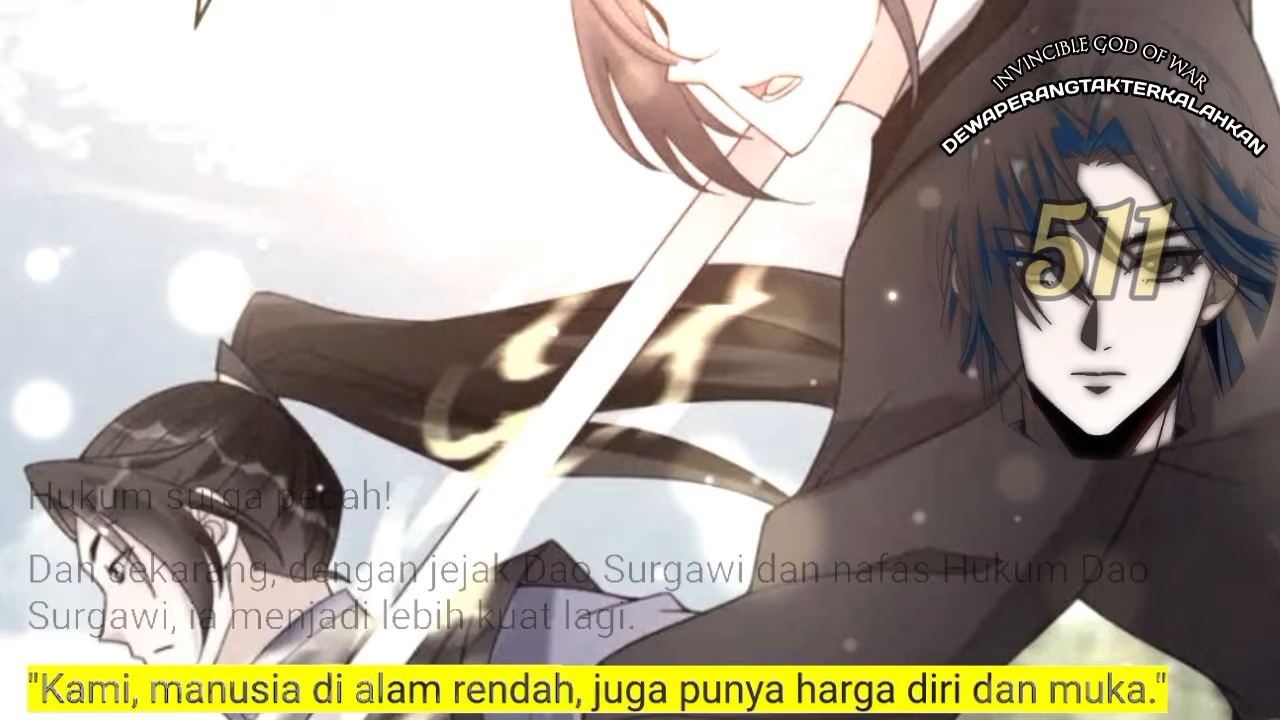 INVINCIBLE GOD OF WAR
DEWAPERANGTAKTERKALAHKAN
511
Hukum surga pecah!
Dan sekarang, dengan jejak Dao Surgawi dan nafas Hukum Dao
Surgawi, ia menjadi lebih kuat lagi.
"Kami, manusia di alam rendah, juga punya harga diri dan muka."